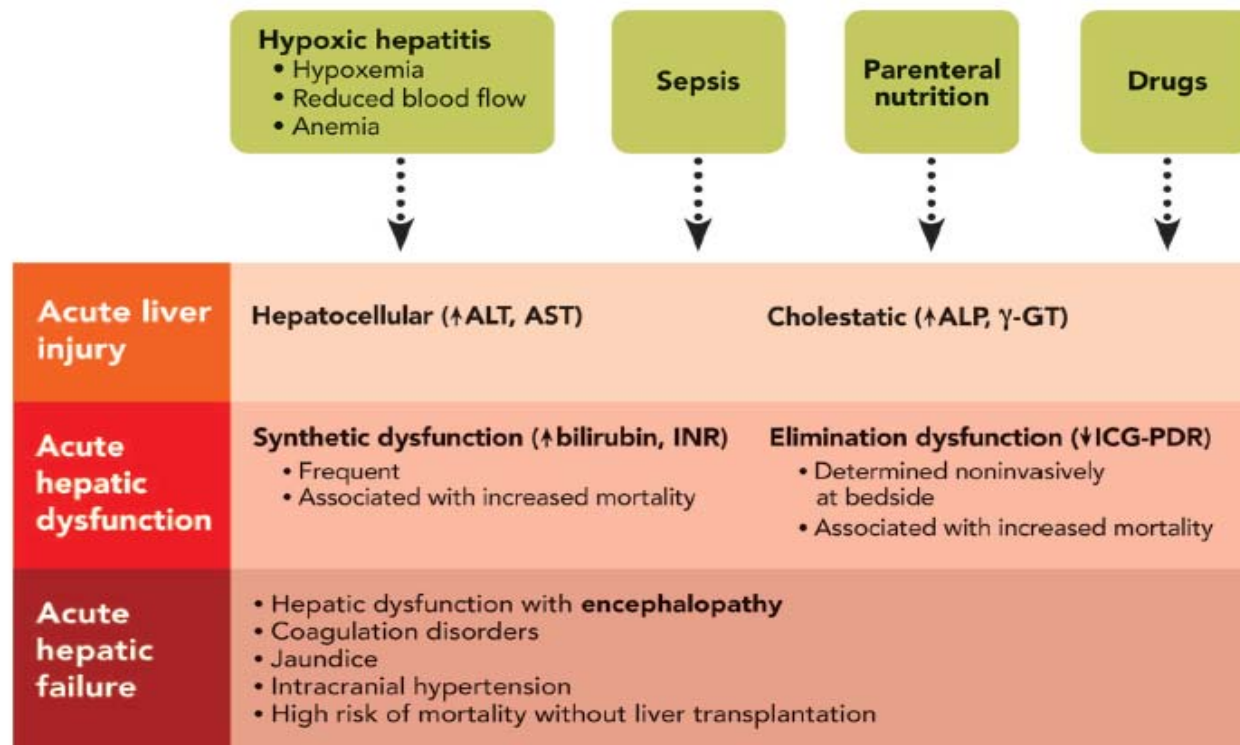 Hypoxic hepatitis
• Hypoxemia
• Reduced blood flow
• Anemia
Sepsis
Parenteral
nutrition
Drugs
Acute liver
injury
Hepatocellular (↑ALT, AST)
Cholestatic (↑ALP, γ-GT)
Acute
hepatic
dysfunction
Synthetic dysfunction (↑bilirubin, INR)
• Frequent
• Associated with increased mortality
Elimination dysfunction (↓ICG-PDR)
• Determined noninvasively
at bedside
• Associated with increased mortality
Acute
hepatic
failure
• Hepatic dysfunction with encephalopathy
• Coagulation disorders
• Jaundice
• Intracranial hypertension
• High risk of mortality without liver transplantation